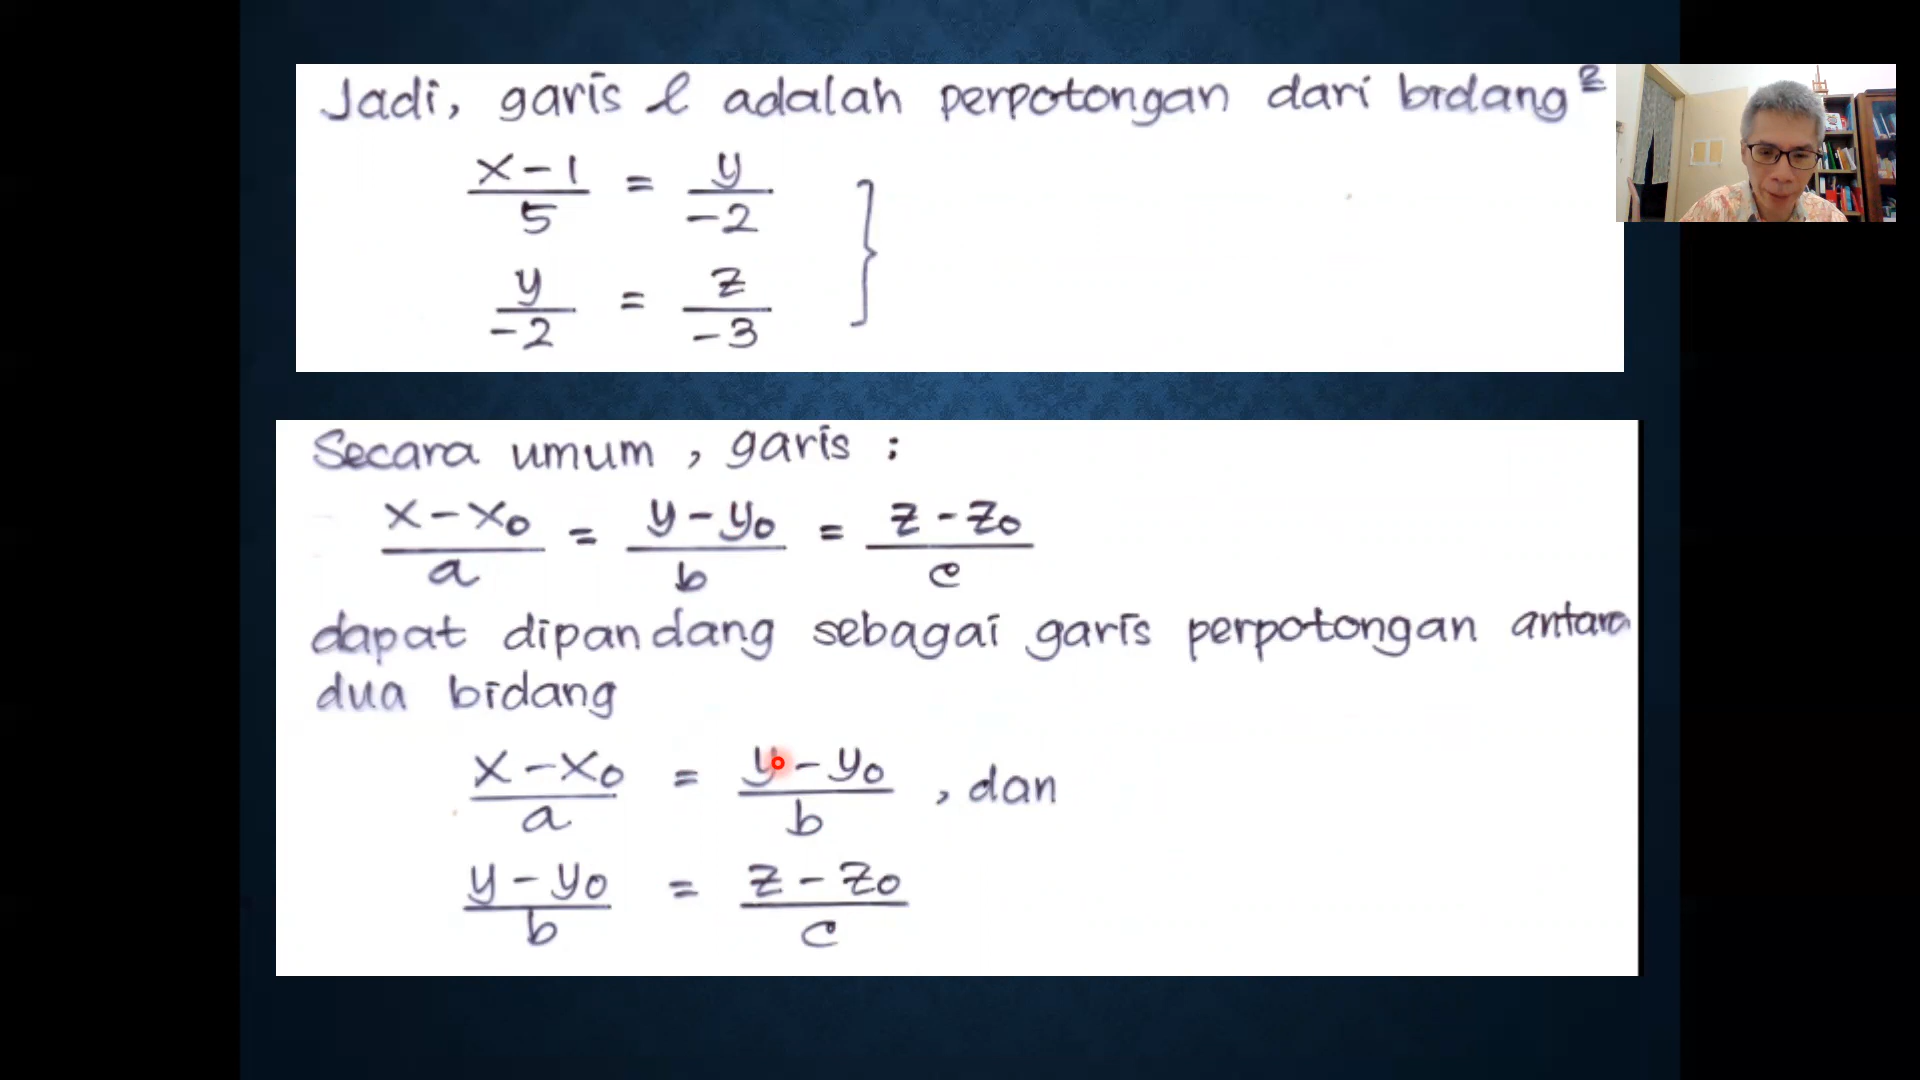 Jadi, garis l adalah perpotongan dari bidang²
x-1/5 = y/-2
y/-2 = z/-3
Secara umum, garis :
x-x₀/a = y-y₀/b = z-z₀/c
dapat dipandang sebagai garis perpotongan antara
dua bidang
x-x₀/a = y-y₀/b , dan
y-y₀/b = z-z₀/c